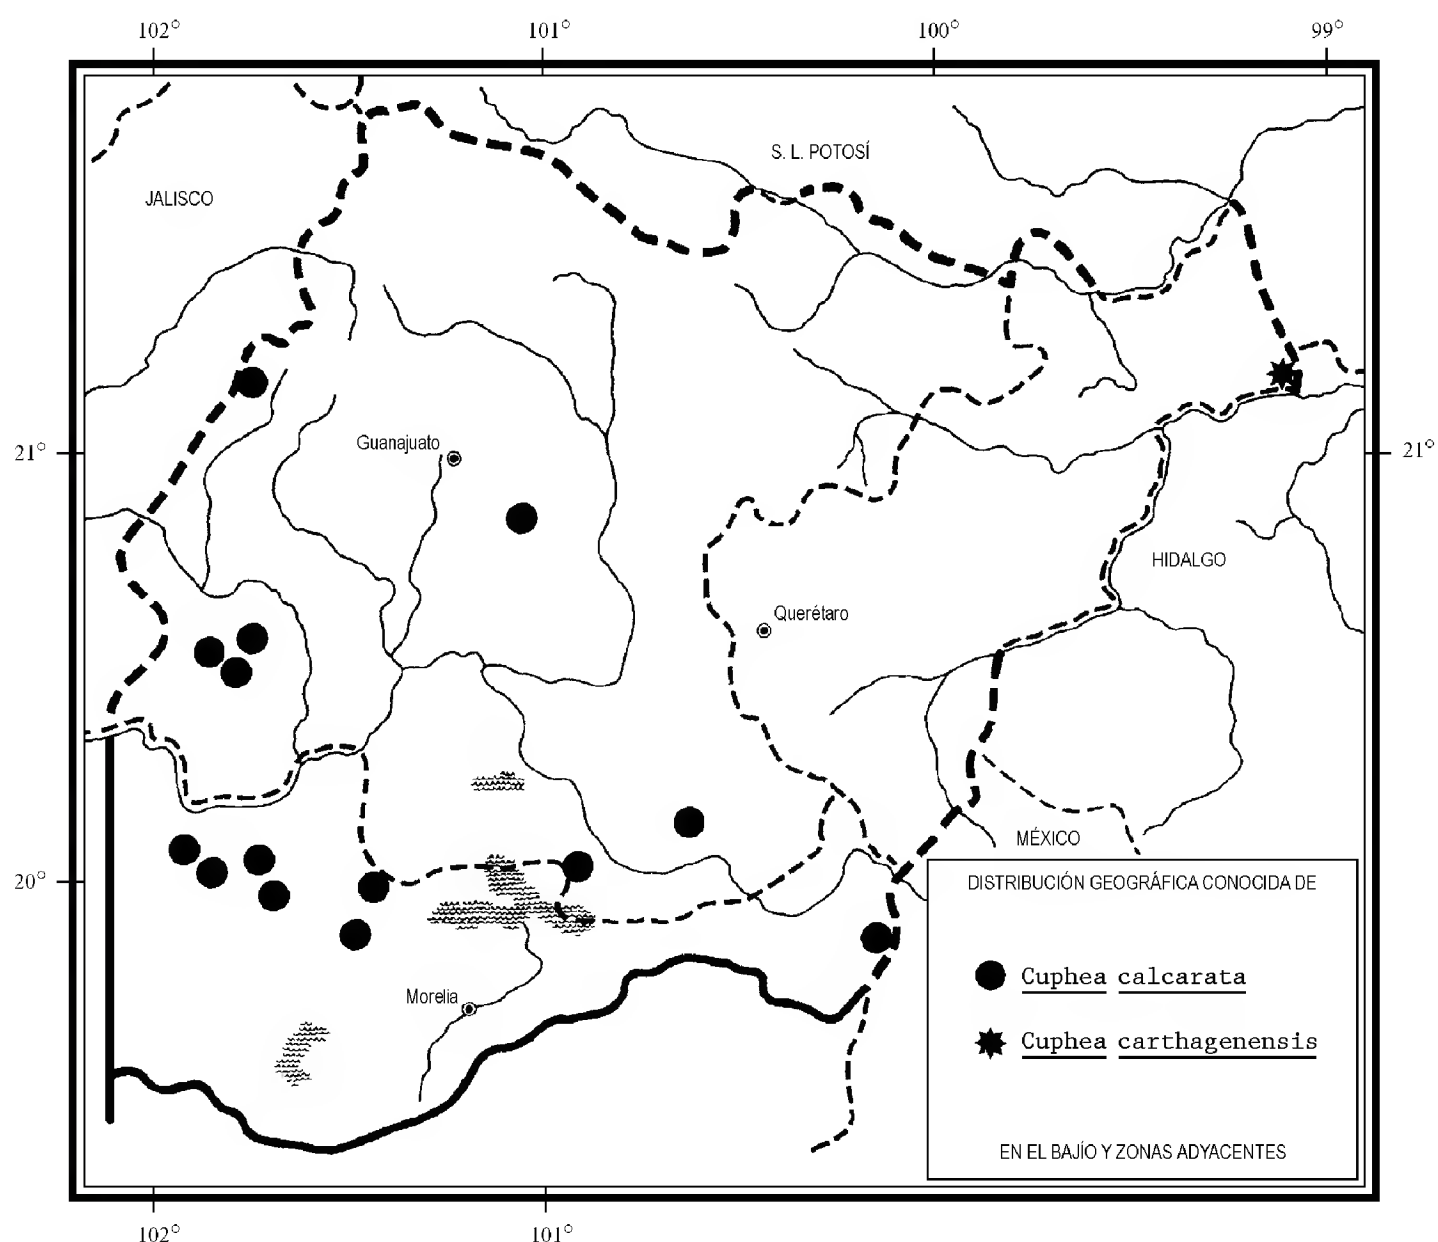 102° 101° 100° 99°
S. L. POTOSÍ
JALISCO
Guanajuato
21° 21°
HIDALGO
Querétaro
MÉXICO
20°
DISTRIBUCIÓN GEOGRÁFICA CONOCIDA DE
Cuphea calcarata
Morelia
Cuphea carthagenensis
EN EL BAJÍO Y ZONAS ADYACENTES
102° 101°